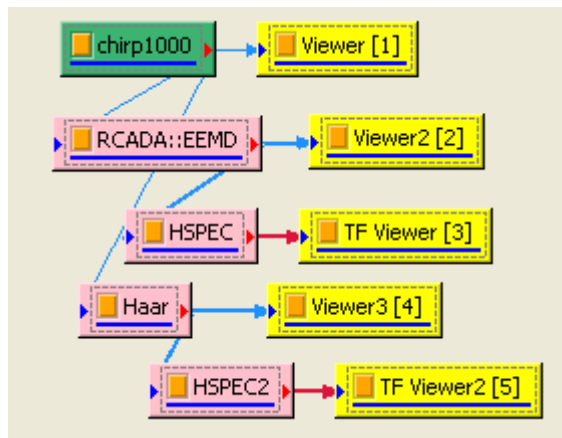 chirp1000 Viewer [1]
RCADA::EEMD Viewer2 [2]
HSPEC TF Viewer [3]
Haar Viewer3 [4]
HSPEC2 TF Viewer2 [5]